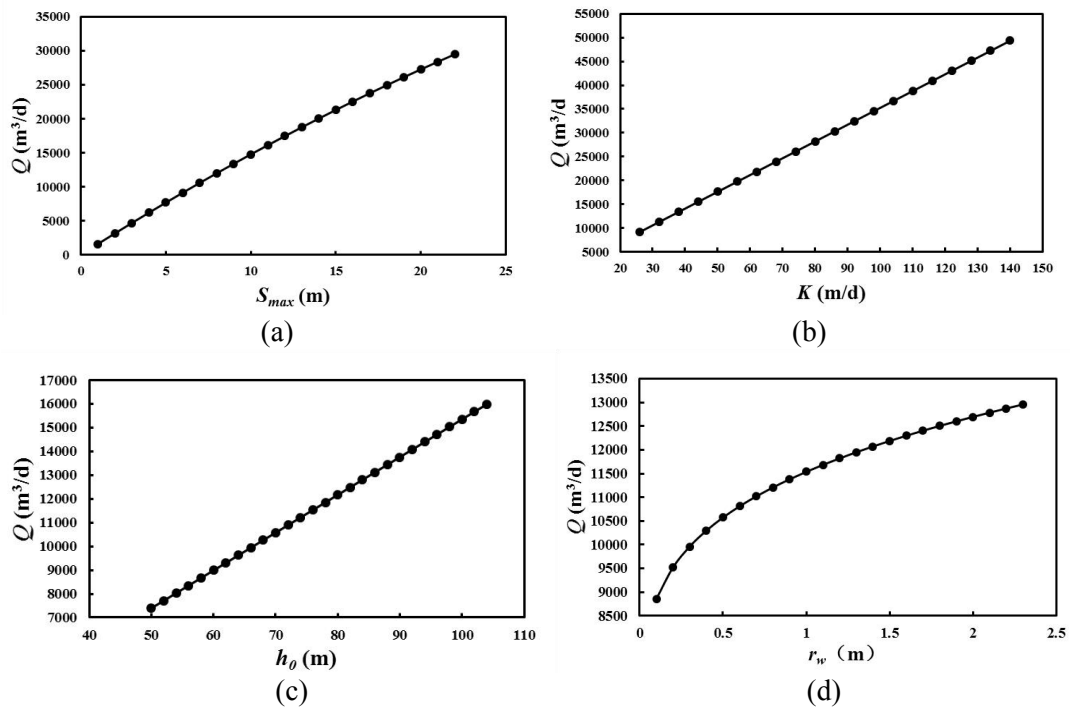 35000
30000
25000
20000
15000
10000
5000
0
Q (m³/d)
0 5 10 15 20 25
Smax (m)
(a)
55000
50000
45000
40000
35000
30000
25000
20000
15000
10000
5000
Q (m³/d)
20 30 40 50 60 70 80 90 100 110 120 130 140 150
K (m/d)
(b)
17000
16000
15000
14000
13000
12000
11000
10000
9000
8000
7000
Q (m³/d)
40 50 60 70 80 90 100 110
h0 (m)
(c)
13500
13000
12500
12000
11500
11000
10500
10000
9500
9000
8500
Q (m³/d)
0 0.5 1 1.5 2 2.5
rw（m）
(d)